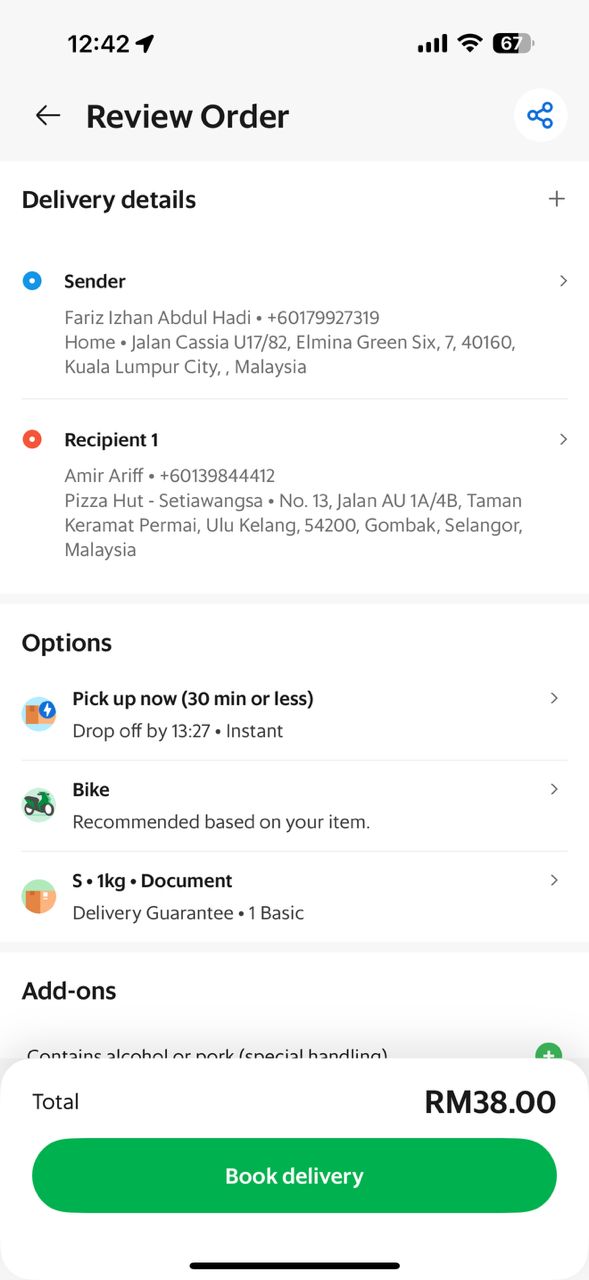 12:42
67
Review Order
Delivery details
Sender
Fariz Izhan Abdul Hadi • +60179927319
Home • Jalan Cassia U17/82, Elmina Green Six, 7, 40160,
Kuala Lumpur City, , Malaysia
Recipient 1
Amir Ariff • +60139844412
Pizza Hut - Setiawangsa • No. 13, Jalan AU 1A/4B, Taman
Keramat Permai, Ulu Kelang, 54200, Gombak, Selangor,
Malaysia
Options
Pick up now (30 min or less)
Drop off by 13:27 • Instant
Bike
Recommended based on your item.
S • 1kg • Document
Delivery Guarantee • 1 Basic
Add-ons
Contains alcohol or pork (special handling)
Total
RM38.00
Book delivery